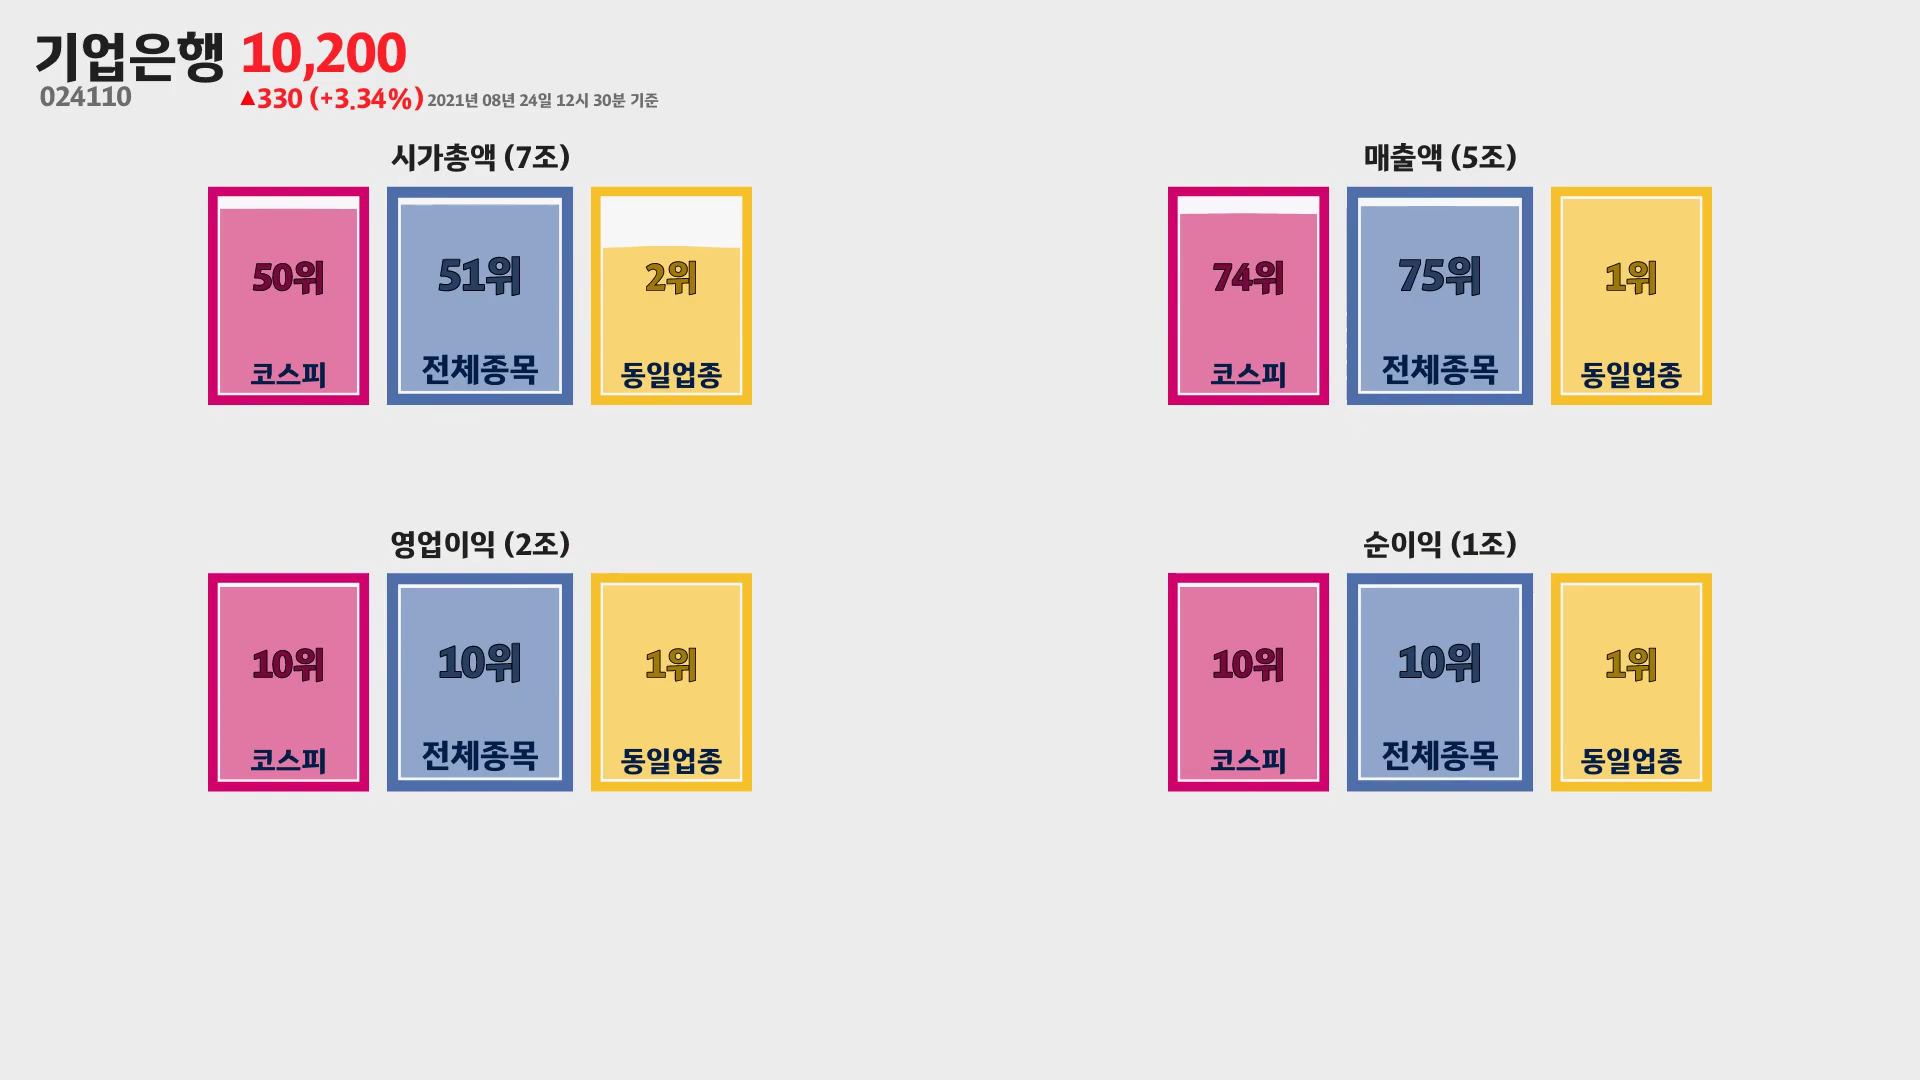 기업은행 10,200
024110
▲330 (+3.34%) 2021년 08년 24일 12시 30분 기준
시가총액 (7조)
50위
코스피
51위
전체종목
2위
동일업종
매출액 (5조)
74위
코스피
75위
전체종목
1위
동일업종
영업이익 (2조)
10위
코스피
10위
전체종목
1위
동일업종
순이익 (1조)
10위
코스피
10위
전체종목
1위
동일업종